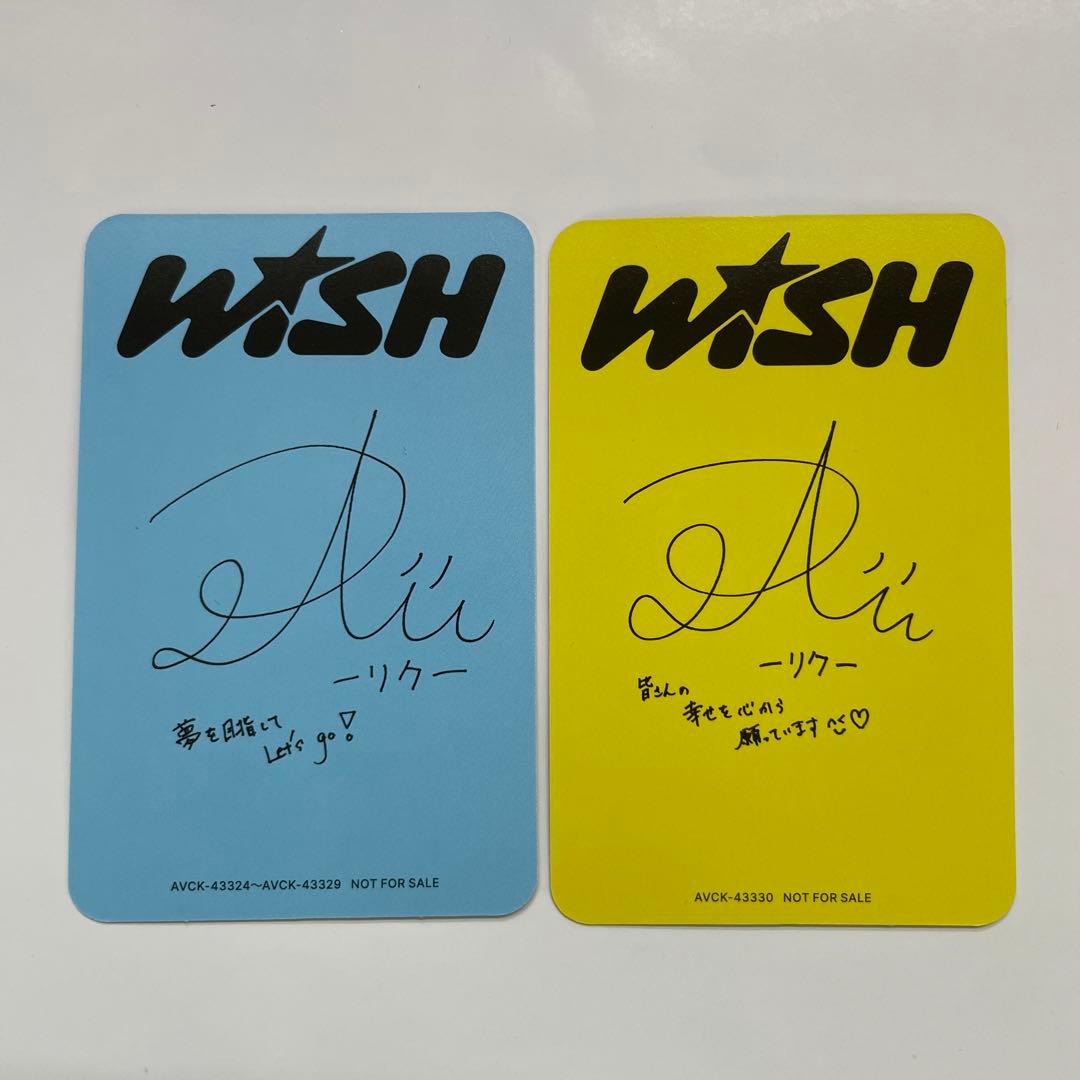 WiSH
ーリクー
夢を目指して
Let's go!
AVCK-43324〜AVCK-43329 NOT FOR SALE
WiSH
ーリクー
皆さんの
幸せを心から
願っています ^^♡
AVCK-43330 NOT FOR SALE